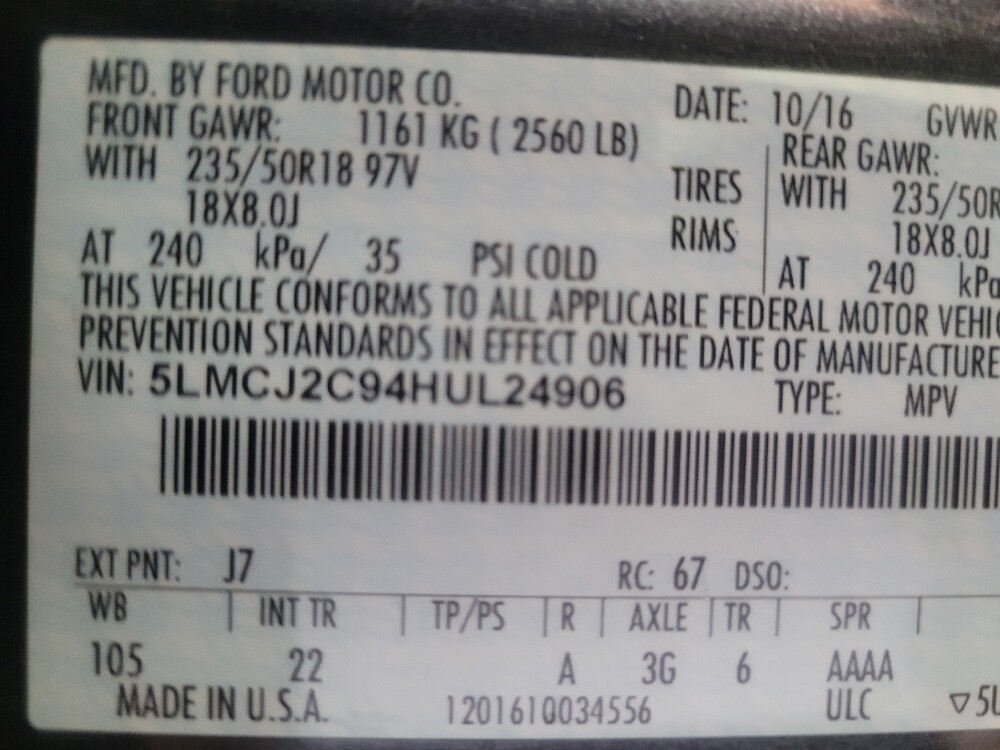 MFD. BY FORD MOTOR CO. DATE: 10/16 GVWR
FRONT GAWR: 1161 KG ( 2560 LB) REAR GAWR:
WITH 235/50R18 97V TIRES WITH 235/50R
18X8.0J RIMS 18X8.0J
AT 240 kPa/ 35 PSI COLD AT 240 kPa
THIS VEHICLE CONFORMS TO ALL APPLICABLE FEDERAL MOTOR VEHIC
PREVENTION STANDARDS IN EFFECT ON THE DATE OF MANUFACTURE
VIN: 5LMCJ2C94HUL24906 TYPE: MPV
EXT PNT: J7 RC: 67 DSO:
WB | INT TR | TP/PS | R | AXLE | TR | SPR |
105 22 A 3G 6 AAAA
MADE IN U.S.A. 1201610034556 ULC ▽5U